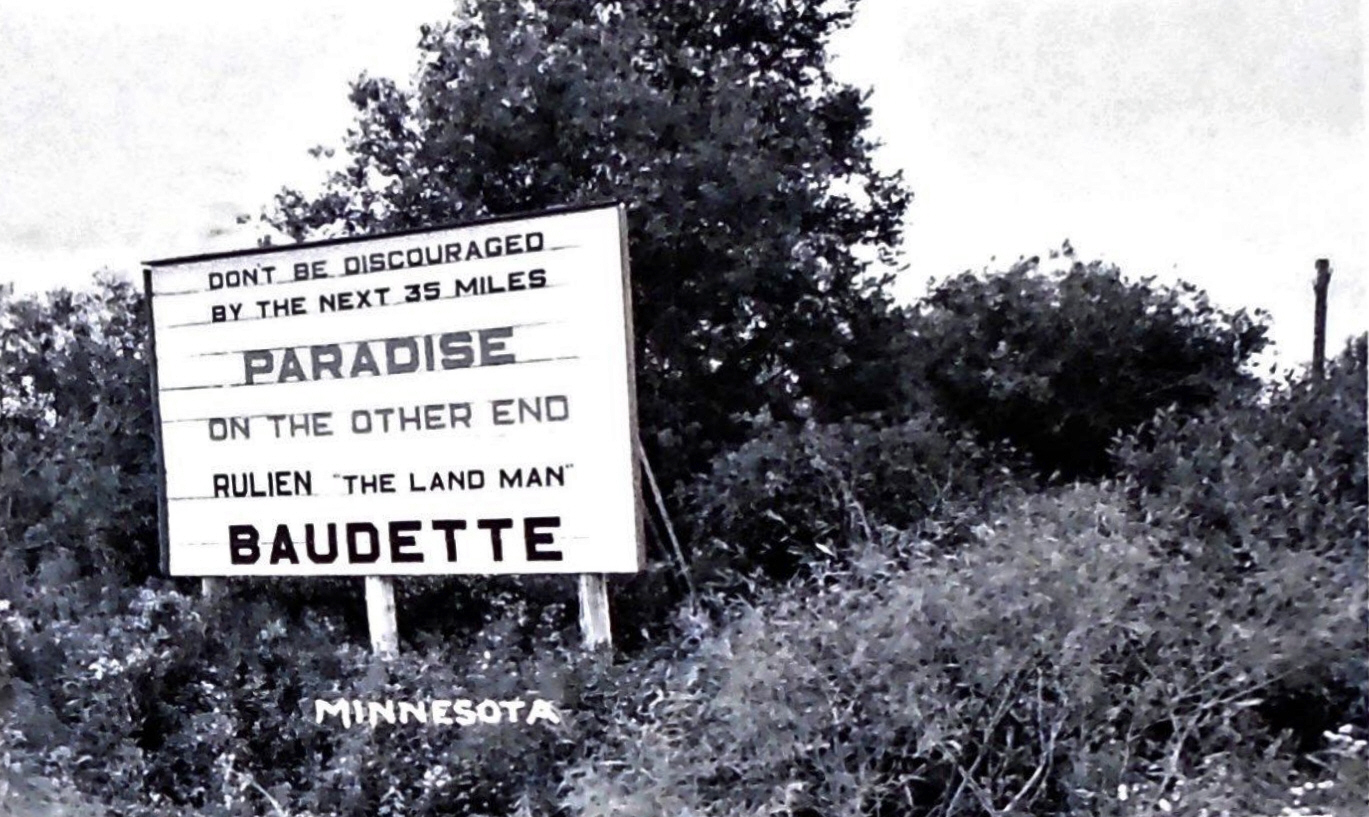 DON'T BE DISCOURAGED
BY THE NEXT 35 MILES
PARADISE
ON THE OTHER END
RULIEN "THE LAND MAN"
BAUDETTE
MINNESOTA